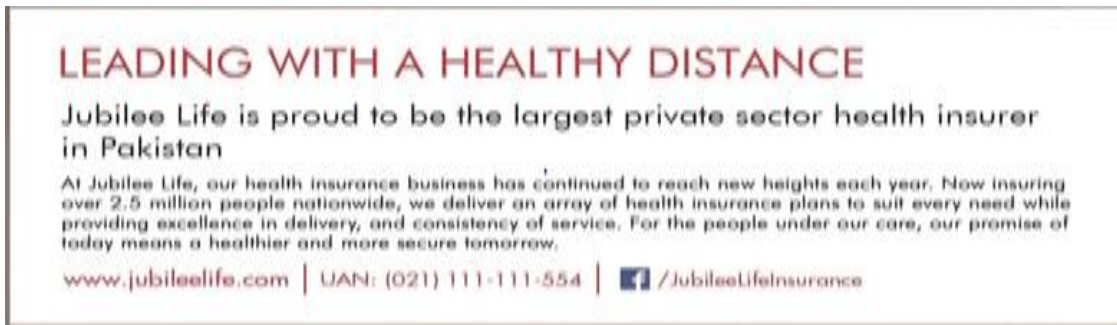 LEADING WITH A HEALTHY DISTANCE
Jubilee Life is proud to be the largest private sector health insurer
in Pakistan
At Jubilee Life, our health insurance business has continued to reach new heights each year. Now insuring
over 2.5 million people nationwide, we deliver an array of health insurance plans to suit every need while
providing excellence in delivery, and consistency of service. For the people under our care, our promise of
today means a healthier and more secure tomorrow.
www.jubileelife.com | UAN: (021) 111-111-554 | f /JubileeLifeInsurance